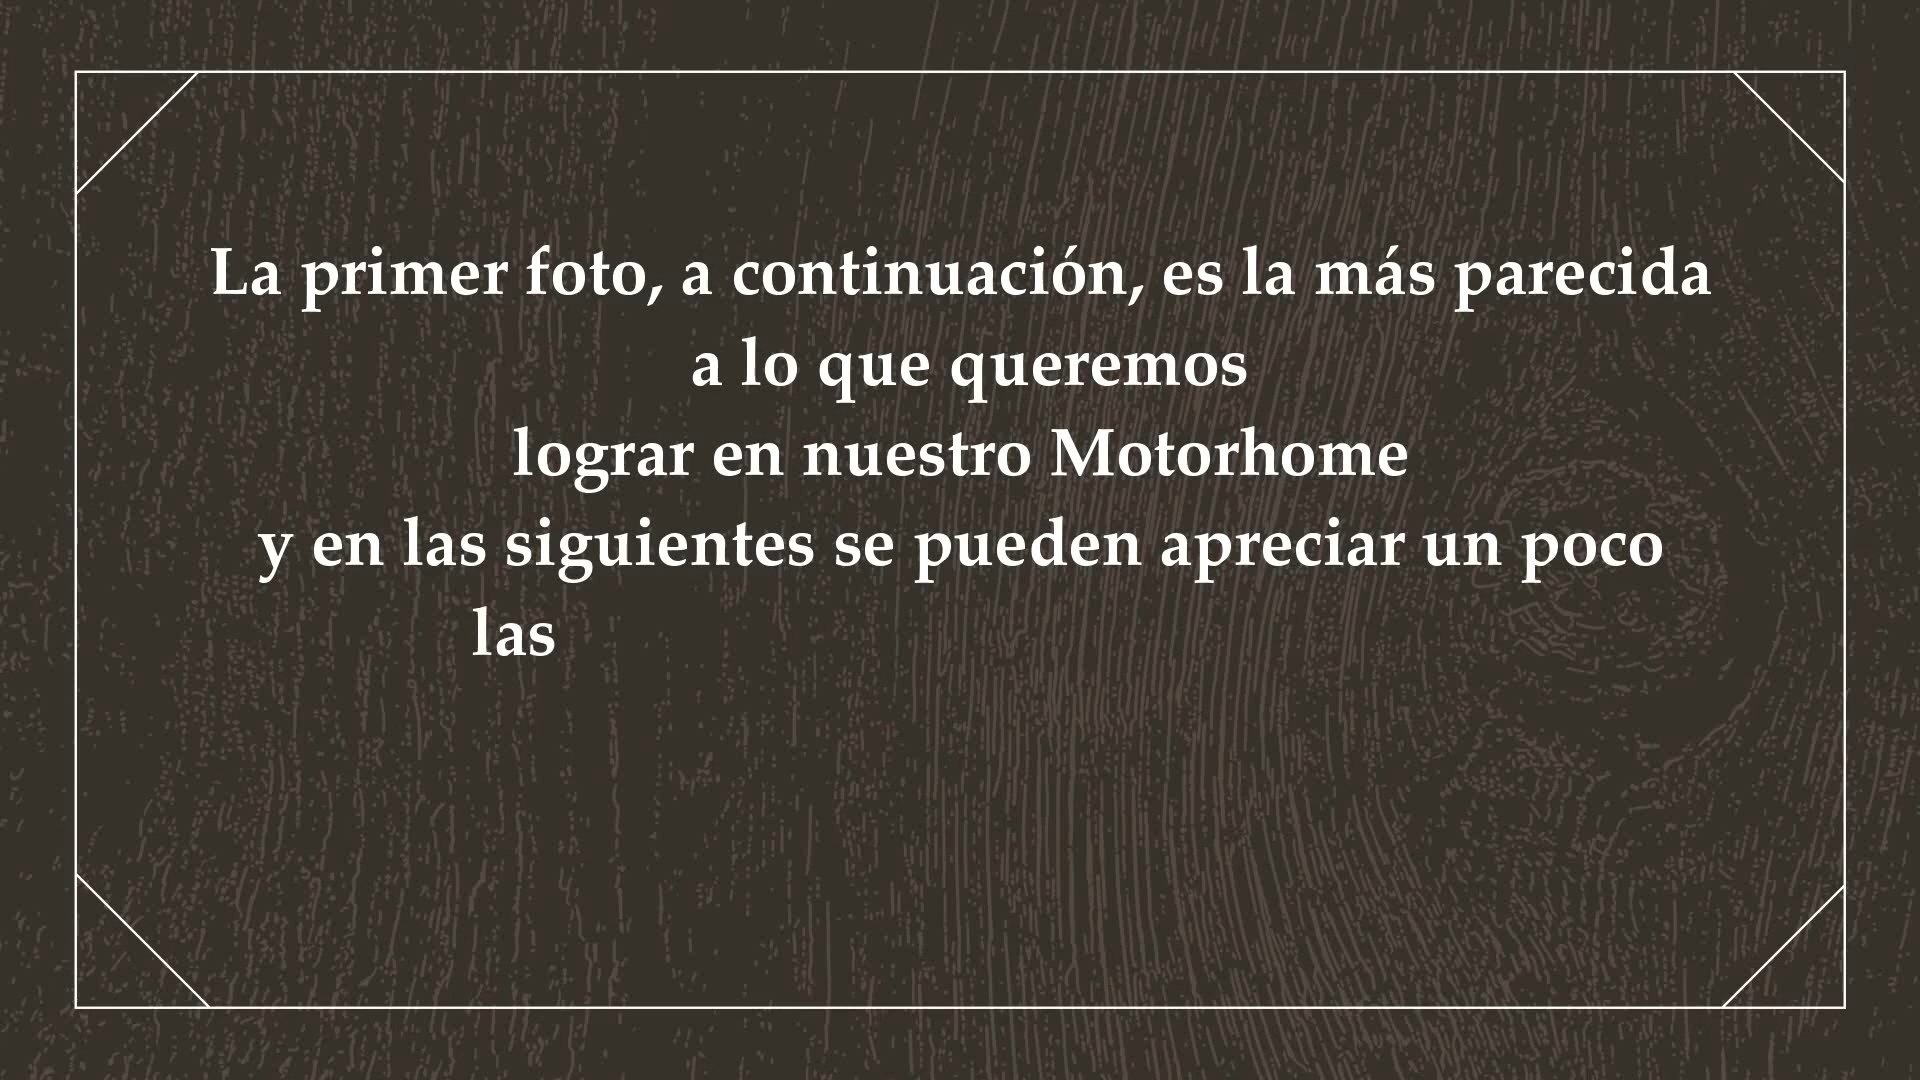 La primer foto, a continuación, es la más parecida
a lo que queremos
lograr en nuestro Motorhome
y en las siguientes se pueden apreciar un poco
las